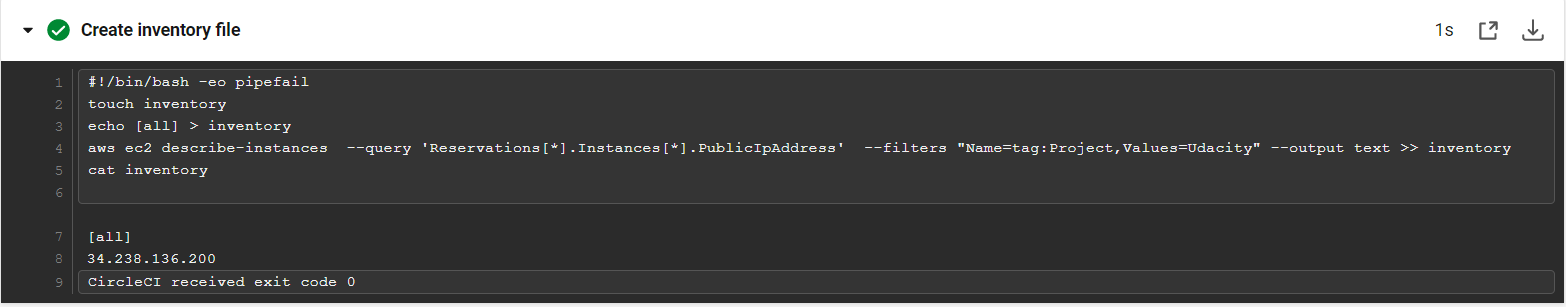 Create inventory file
1s
1 #!/bin/bash -eo pipefail
2 touch inventory
3 echo [all] > inventory
4 aws ec2 describe-instances  --query 'Reservations[*].Instances[*].PublicIpAddress'  --filters "Name=tag:Project,Values=Udacity" --output text >> inventory
5 cat inventory
6
7 [all]
8 34.238.136.200
9 CircleCI received exit code 0